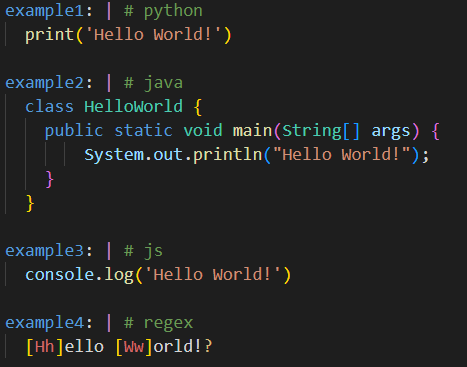 example1: | # python
  print('Hello World!')

example2: | # java
  class HelloWorld {
    public static void main(String[] args) {
        System.out.println("Hello World!");
    }
  }

example3: | # js
  console.log('Hello World!')

example4: | # regex
  [Hh]ello [Ww]orld!?